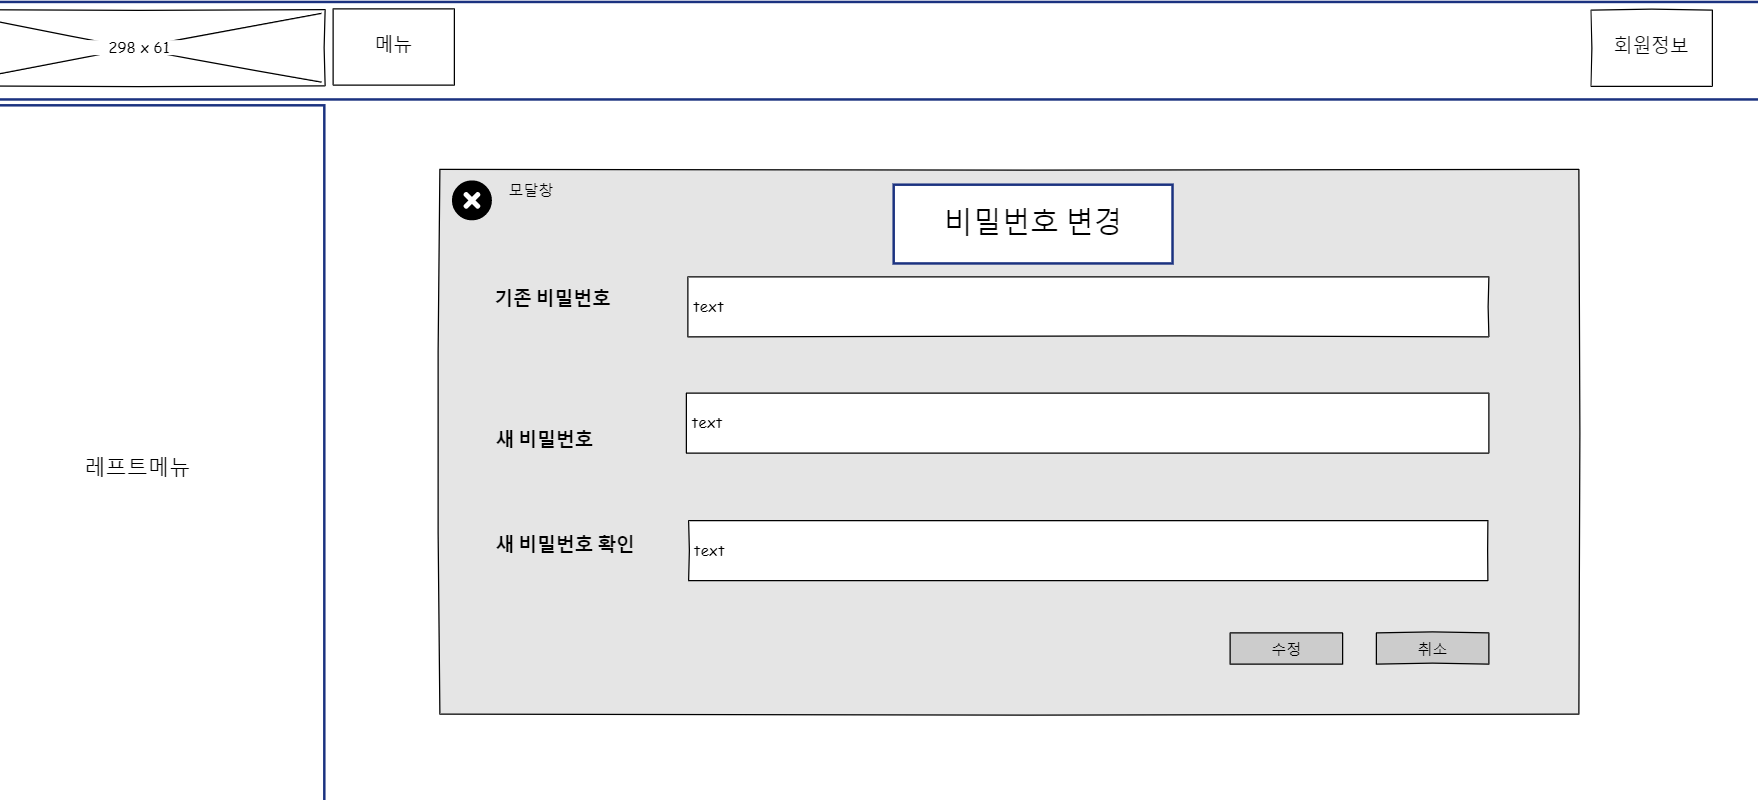 298 x 61
메뉴
회원정보
레프트메뉴
모달창
비밀번호 변경
기존 비밀번호
text
새 비밀번호
text
새 비밀번호 확인
text
수정
취소